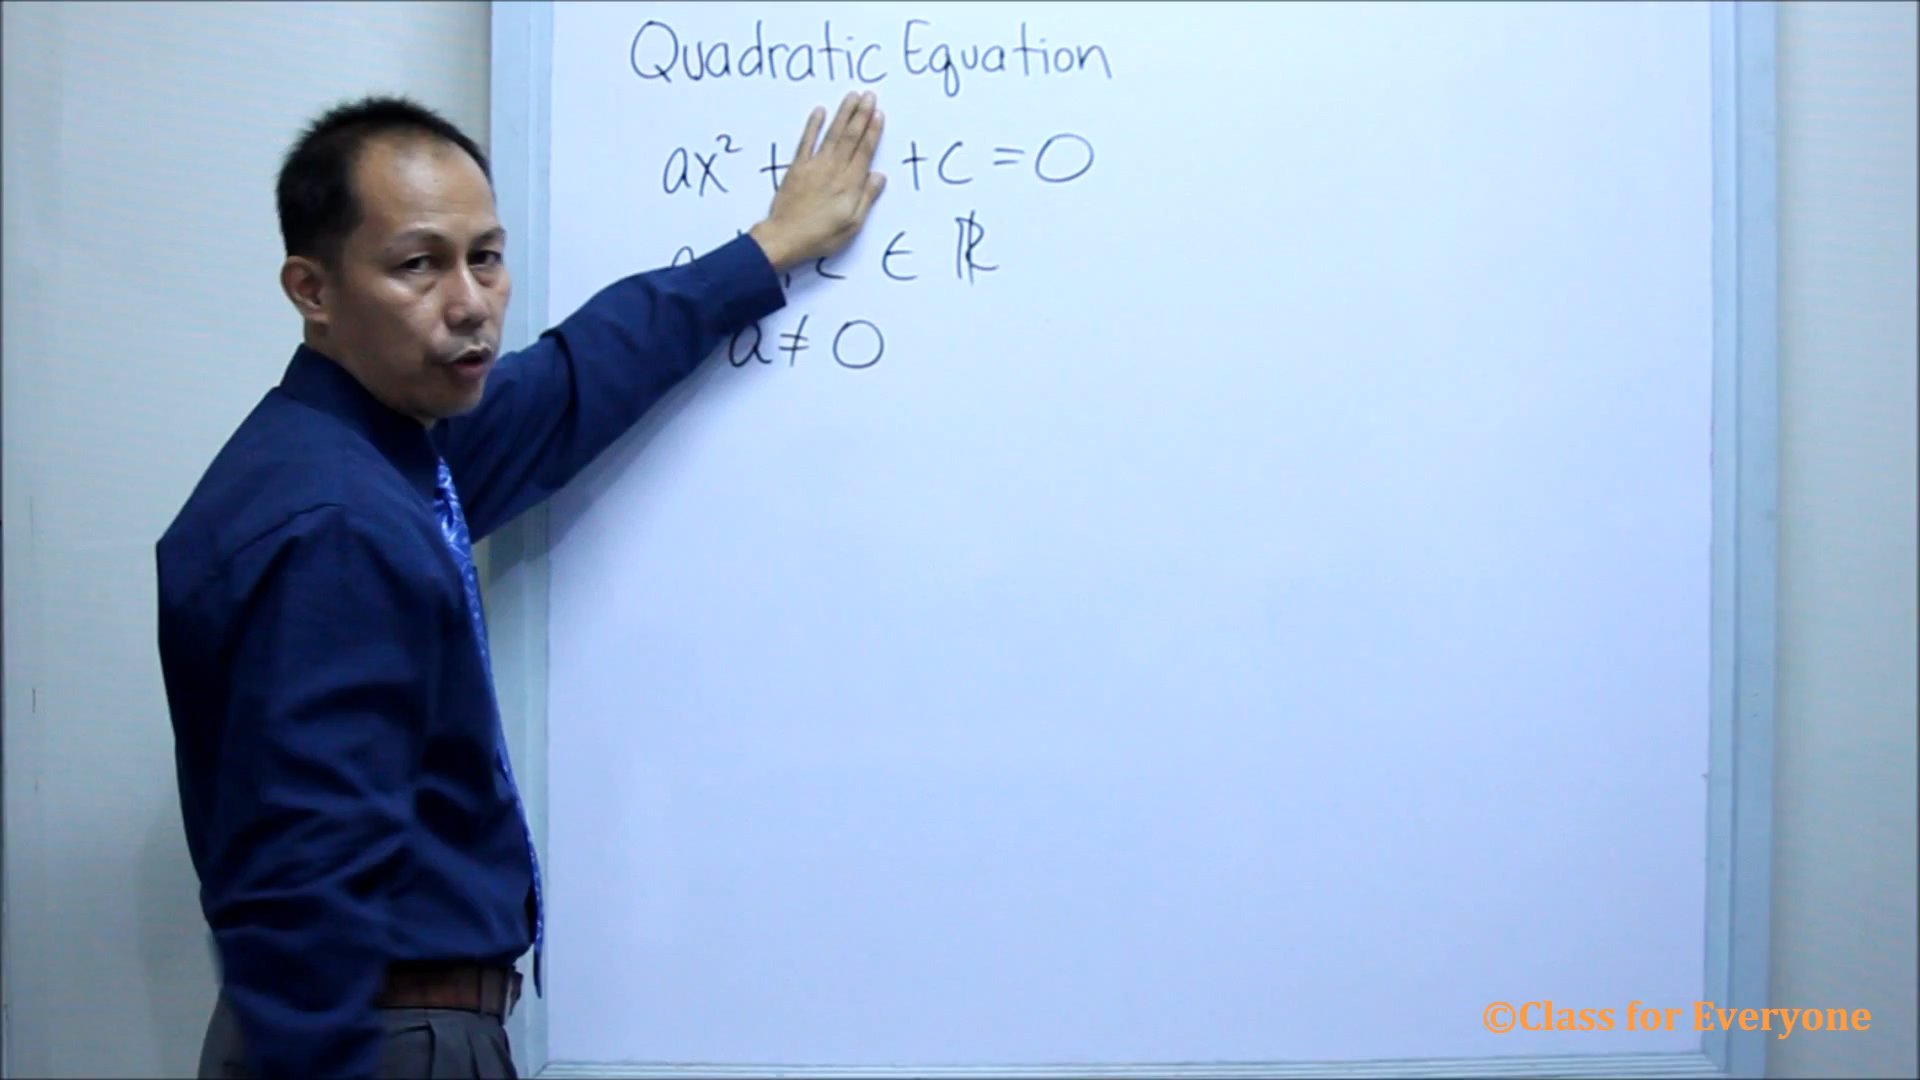 Quadratic Equation
ax² + + c = 0
c ∈ ℝ
a ≠ 0
©Class for Everyone